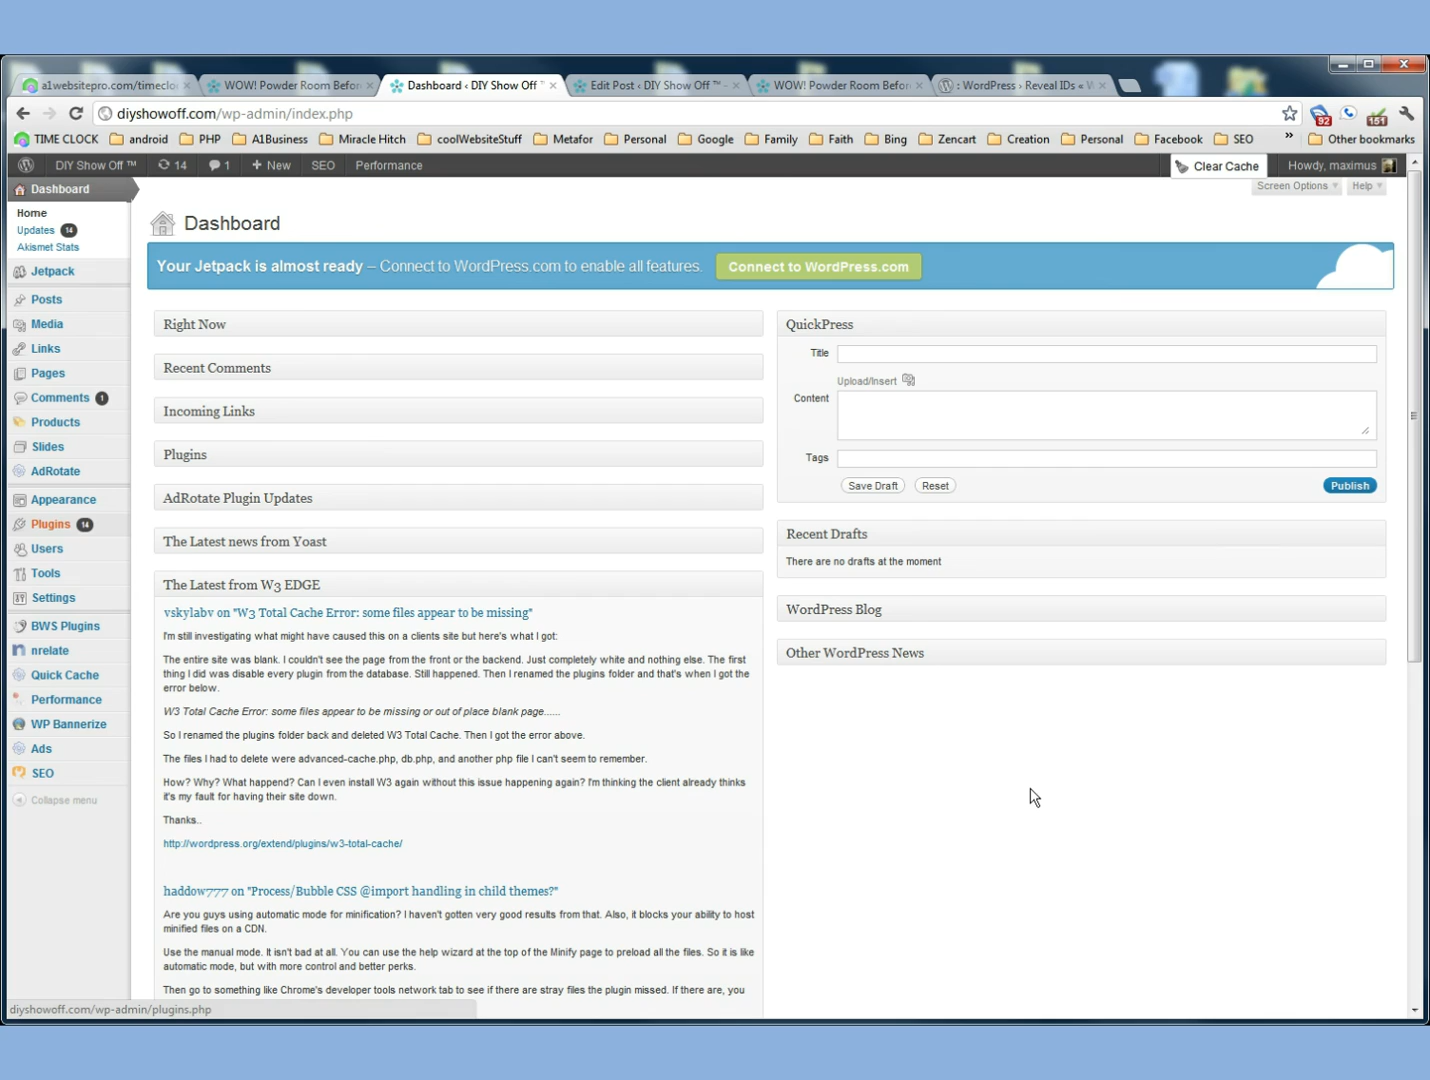 a1websitepro.com/timeclo
WOW! Powder Room Befor
Dashboard ‹ DIY Show Off ™
Edit Post ‹ DIY Show Off ™ -
WOW! Powder Room Befor
: WordPress › Reveal IDs « W
diyshowoff.com/wp-admin/index.php
92
151
TIME CLOCK
android
PHP
A1Business
Miracle Hitch
coolWebsiteStuff
Metafor
Personal
Google
Family
Faith
Bing
Zencart
Creation
Personal
Facebook
SEO
»
Other bookmarks
DIY Show Off ™
14
1
+ New
SEO
Performance
Clear Cache
Howdy, maximus
Screen Options
Help
Dashboard
Home
Updates 14
Akismet Stats
Jetpack
Posts
Media
Links
Pages
Comments 1
Products
Slides
AdRotate
Appearance
Plugins 14
Users
Tools
Settings
BWS Plugins
nrelate
Quick Cache
Performance
WP Bannerize
Ads
SEO
Collapse menu
Dashboard
Your Jetpack is almost ready – Connect to WordPress.com to enable all features.
Connect to WordPress.com
Right Now
Recent Comments
Incoming Links
Plugins
AdRotate Plugin Updates
The Latest news from Yoast
The Latest from W3 EDGE
vskylabv on "W3 Total Cache Error: some files appear to be missing"
I'm still investigating what might have caused this on a clients site but here's what I got:
The entire site was blank. I couldn't see the page from the front or the backend. Just completely white and nothing else. The first
thing I did was disable every plugin from the database. Still happened. Then I renamed the plugins folder and that's when I got the
error below.
W3 Total Cache Error: some files appear to be missing or out of place blank page......
So I renamed the plugins folder back and deleted W3 Total Cache. Then I got the error above.
The files I had to delete were advanced-cache.php, db.php, and another php file I can't seem to remember.
How? Why? What happend? Can I even install W3 again without this issue happening again? I'm thinking the client already thinks
it's my fault for having their site down.
Thanks..
http://wordpress.org/extend/plugins/w3-total-cache/
haddow777 on "Process/Bubble CSS @import handling in child themes?"
Are you guys using automatic mode for minification? I haven't gotten very good results from that. Also, it blocks your ability to host
minified files on a CDN.
Use the manual mode. It isn't bad at all. You can use the help wizard at the top of the Minify page to preload all the files. So it is like
automatic mode, but with more control and better perks.
Then go to something like Chrome's developer tools network tab to see if there are stray files the plugin missed. If there are, you
QuickPress
Title
Upload/Insert
Content
Tags
Save Draft
Reset
Publish
Recent Drafts
There are no drafts at the moment
WordPress Blog
Other WordPress News
diyshowoff.com/wp-admin/plugins.php